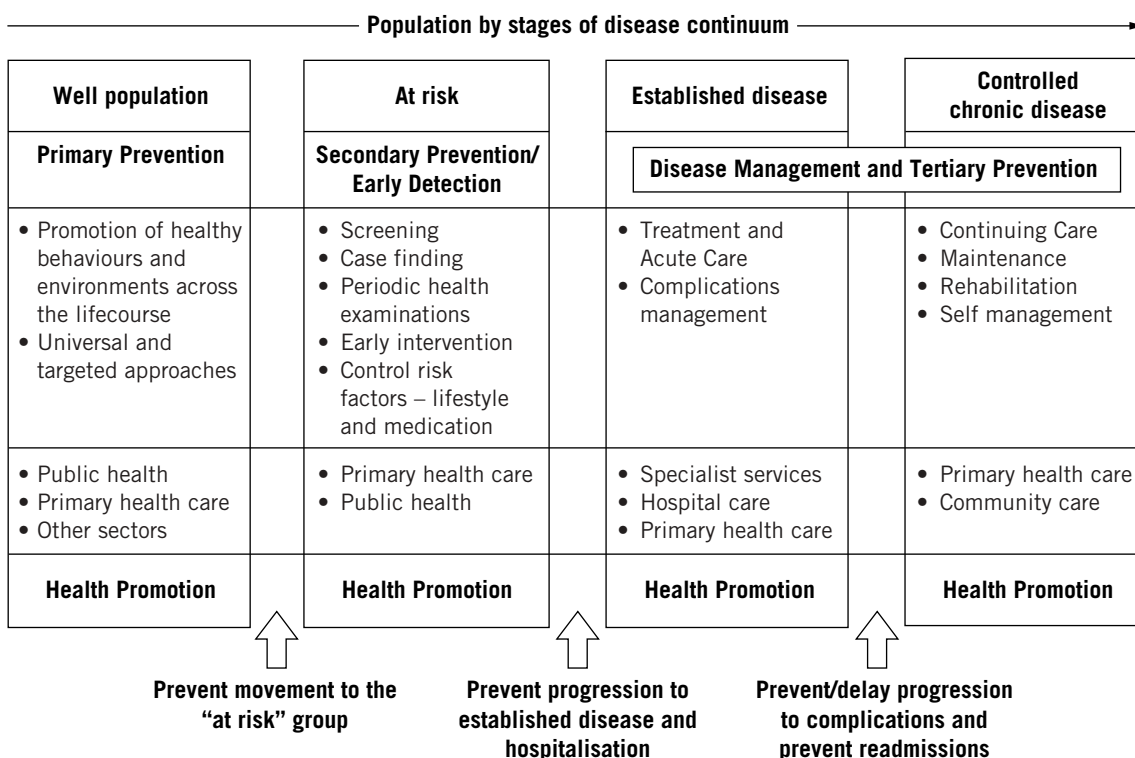 Population by stages of disease continuum
Well population
Primary Prevention
• Promotion of healthy
behaviours and
environments across
the lifecourse
• Universal and
targeted approaches
• Public health
• Primary health care
• Other sectors
Health Promotion
At risk
Secondary Prevention/
Early Detection
• Screening
• Case finding
• Periodic health
examinations
• Early intervention
• Control risk
factors – lifestyle
and medication
• Primary health care
• Public health
Health Promotion
Established disease
Disease Management and Tertiary Prevention
• Treatment and
Acute Care
• Complications
management
• Specialist services
• Hospital care
• Primary health care
Health Promotion
Controlled
chronic disease
• Continuing Care
• Maintenance
• Rehabilitation
• Self management
• Primary health care
• Community care
Health Promotion
Prevent movement to the
“at risk” group
Prevent progression to
established disease and
hospitalisation
Prevent/delay progression
to complications and
prevent readmissions